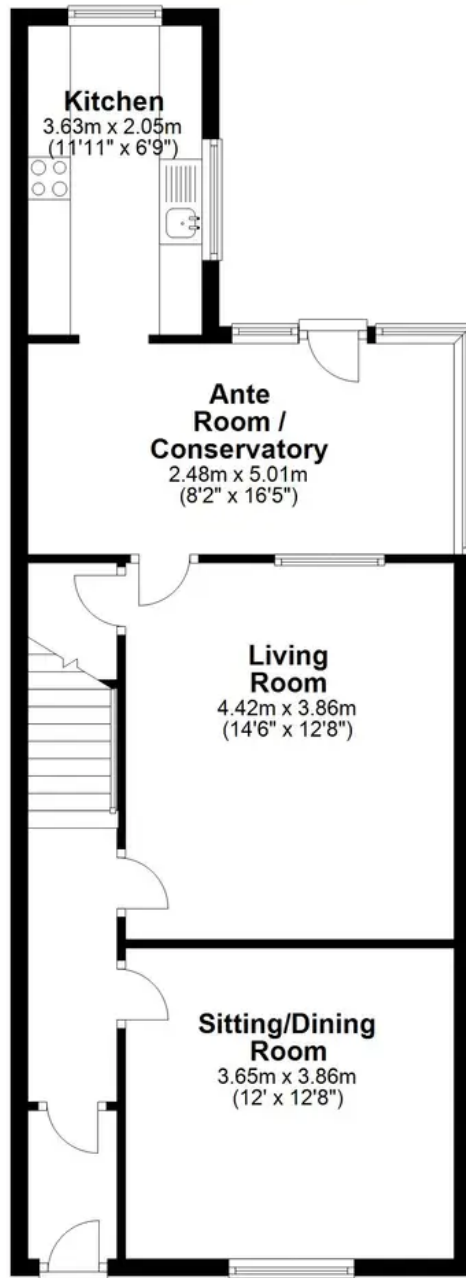 Kitchen
3.63m x 2.05m
(11'11" x 6'9")
Ante
Room /
Conservatory
2.48m x 5.01m
(8'2" x 16'5")
Living
Room
4.42m x 3.86m
(14'6" x 12'8")
Sitting/Dining
Room
3.65m x 3.86m
(12' x 12'8")